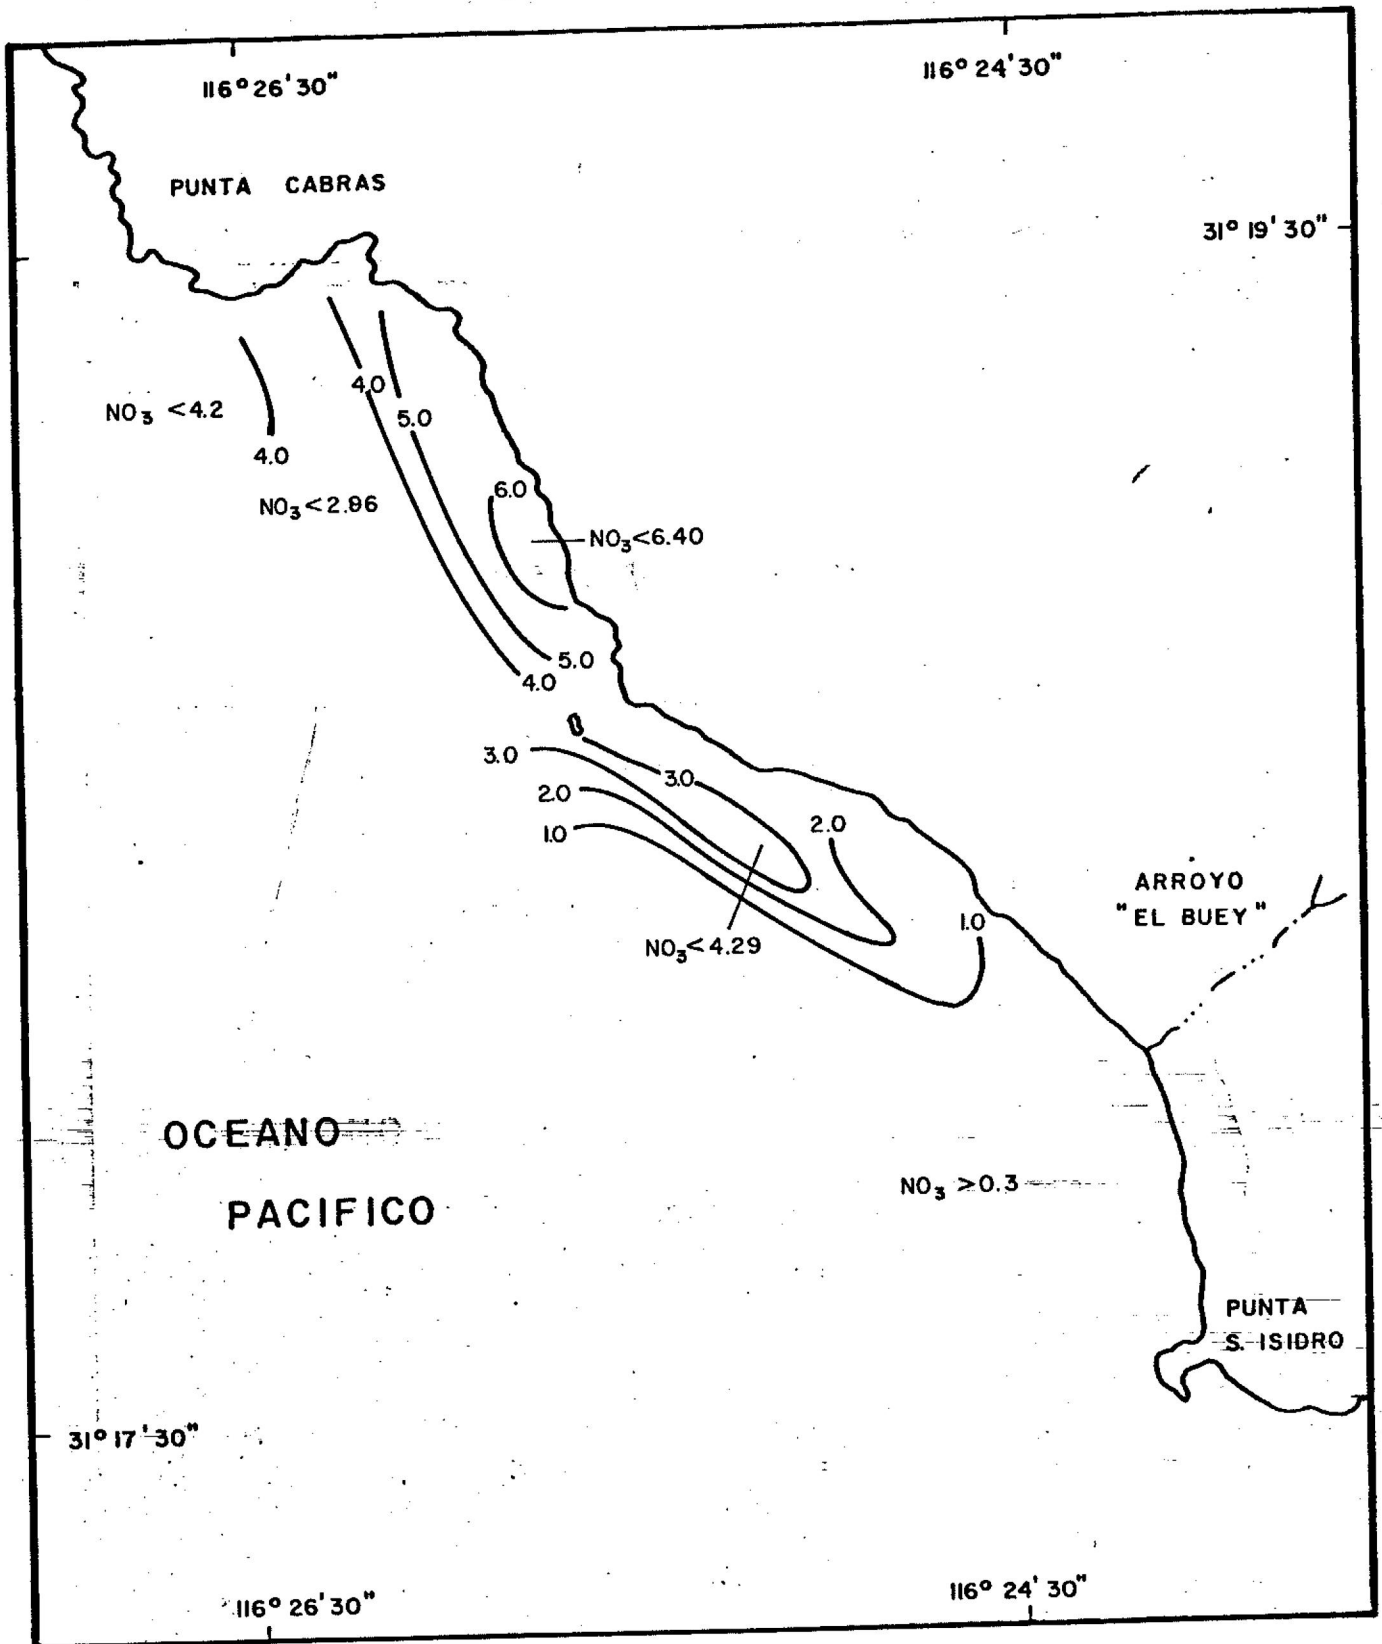 116° 26' 30"
116° 24' 30"
PUNTA CABRAS
31° 19' 30"
4.0
NO₃ <4.2
5.0
4.0
6.0
NO₃<2.96
NO₃<6.40
5.0
4.0
3.0
3.0
2.0
2.0
1.0
ARROYO
"EL BUEY"
1.0
NO₃<4.29
OCEANO
PACIFICO
NO₃ >0.3
PUNTA
S. ISIDRO
31° 17' 30"
116° 26' 30"
116° 24' 30"